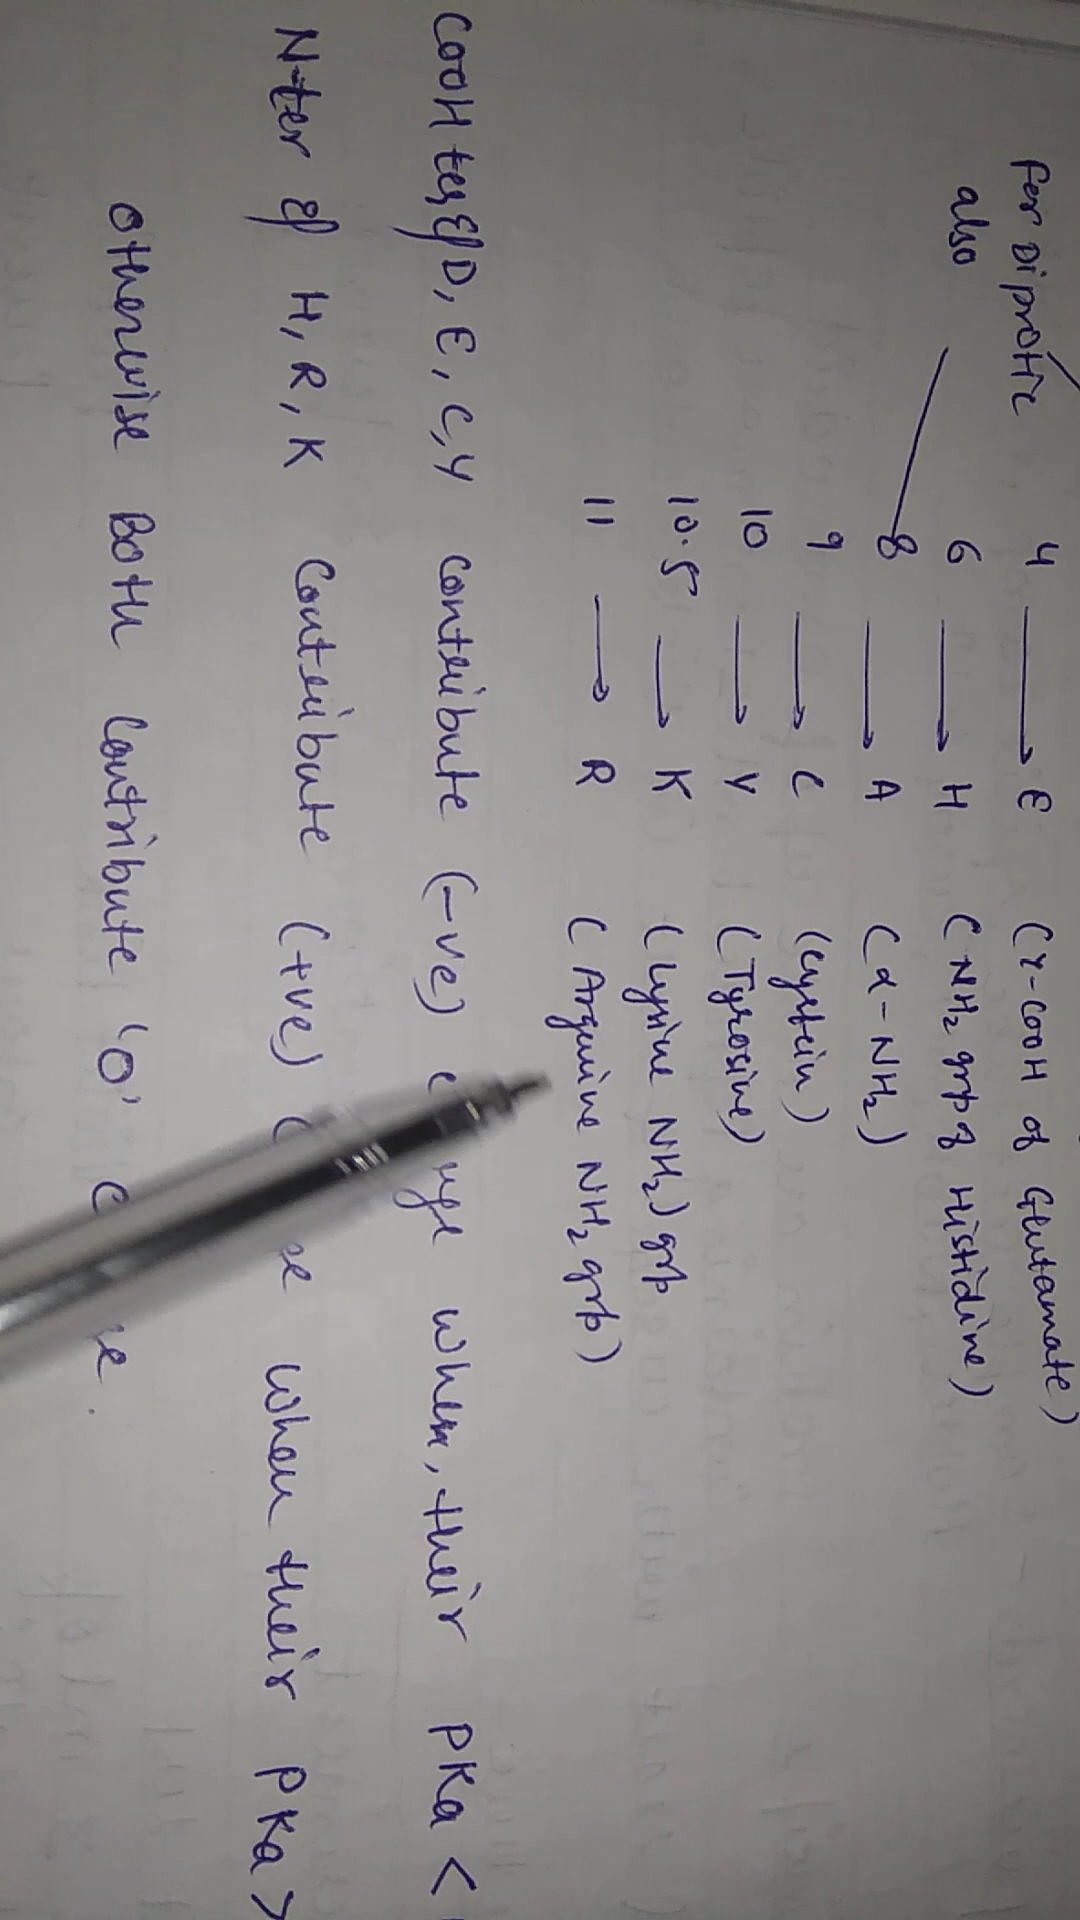 For Diprotic
also
4 → E (γ-COOH of Glutamate)
6 → H (NH2 grp of Histidine)
8 → A (α-NH2)
9 → C (Cystein)
10 → Y (Tyrosine)
10.5 → K (Lysine NH2) grp
11 → R (Arginine NH2 grp)
COOH ter of D, E, C, Y contribute (-ve) when, their PKa <
N-ter of H, R, K Contribute (+ve) when their PKa >
otherwise Both Contribute '0'